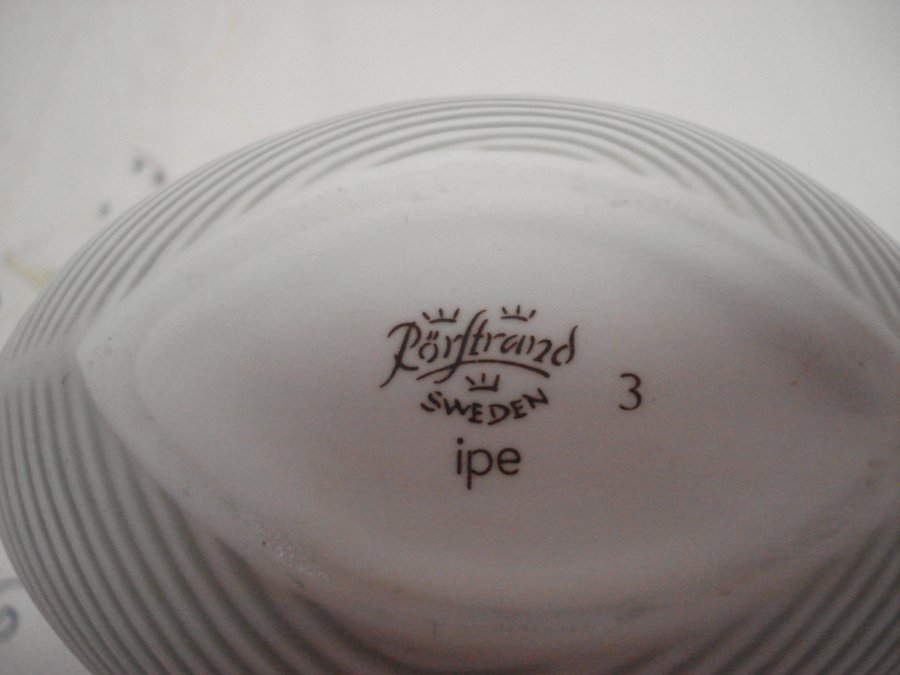 Rörstrand
SWEDEN
3
ipe